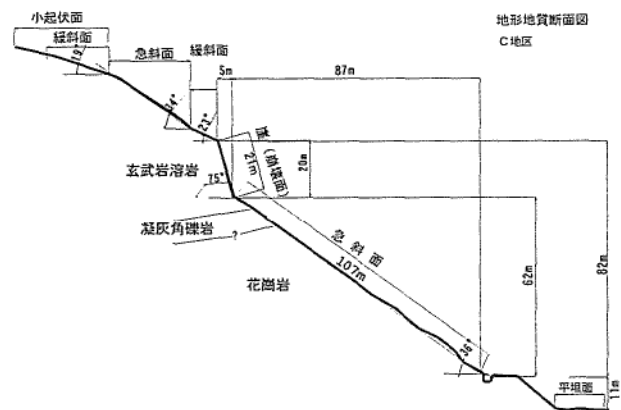 小起伏面
緩斜面
19°
急斜面
34°
緩斜面
23°
5m
87m
地形地質断面図
C地区
崖(崩壊面)
21m
20m
75°
玄武岩溶岩
凝灰角礫岩
?
花崗岩
急斜面
107m
36°
62m
82m
平坦面
11m